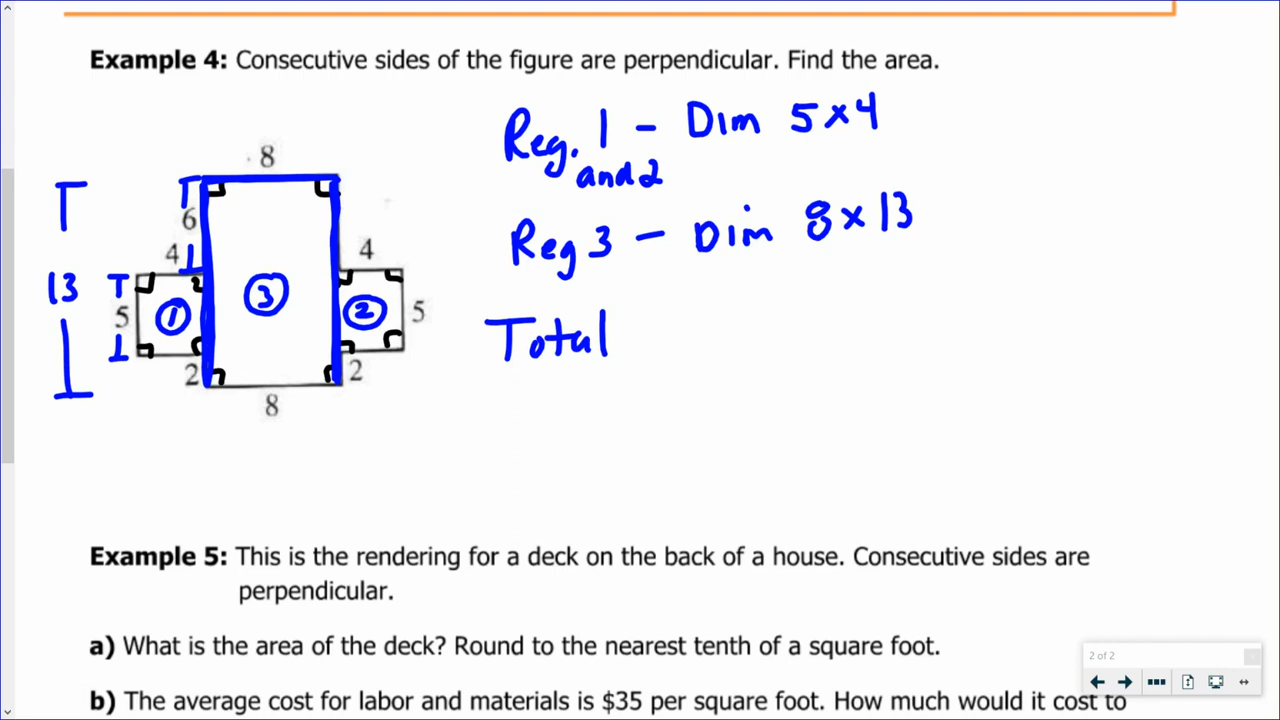 Example 4: Consecutive sides of the figure are perpendicular. Find the area.
Reg. 1 - Dim 5x4
and 2
Reg 3 - Dim 8x13
Total
8
6
4
4
13
5
1
3
2
5
2
2
8
Example 5: This is the rendering for a deck on the back of a house. Consecutive sides are
perpendicular.
a) What is the area of the deck? Round to the nearest tenth of a square foot.
b) The average cost for labor and materials is $35 per square foot. How much would it cost to
2 of 2